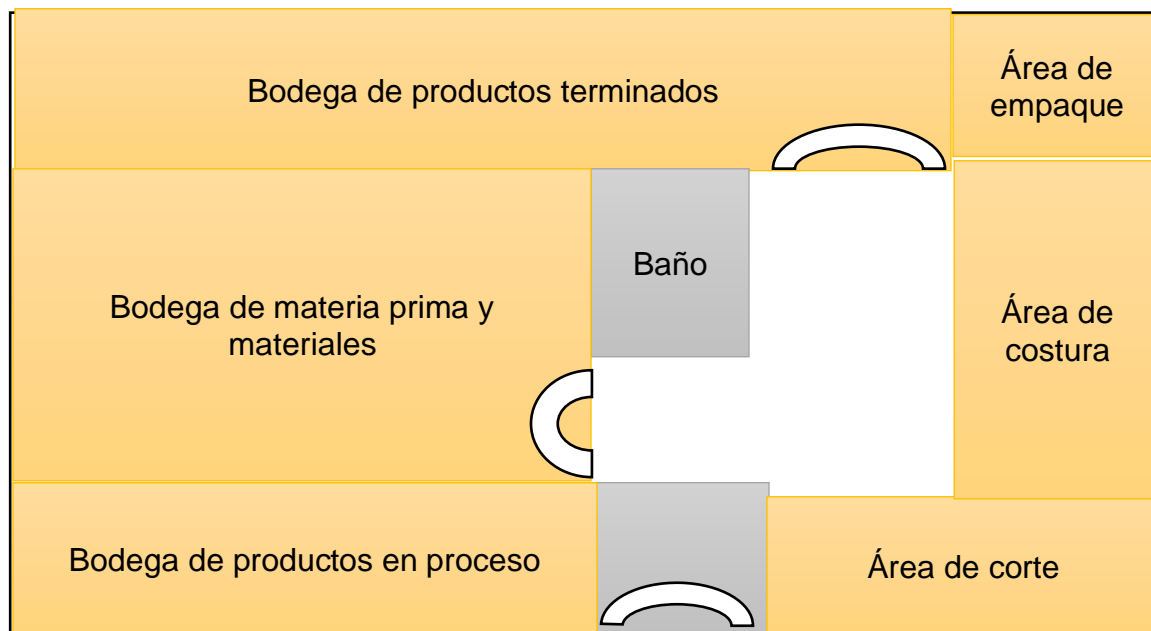 Bodega de productos terminados
Área de
empaque
Baño
Bodega de materia prima y
materiales
Área de
costura
Bodega de productos en proceso
Área de corte